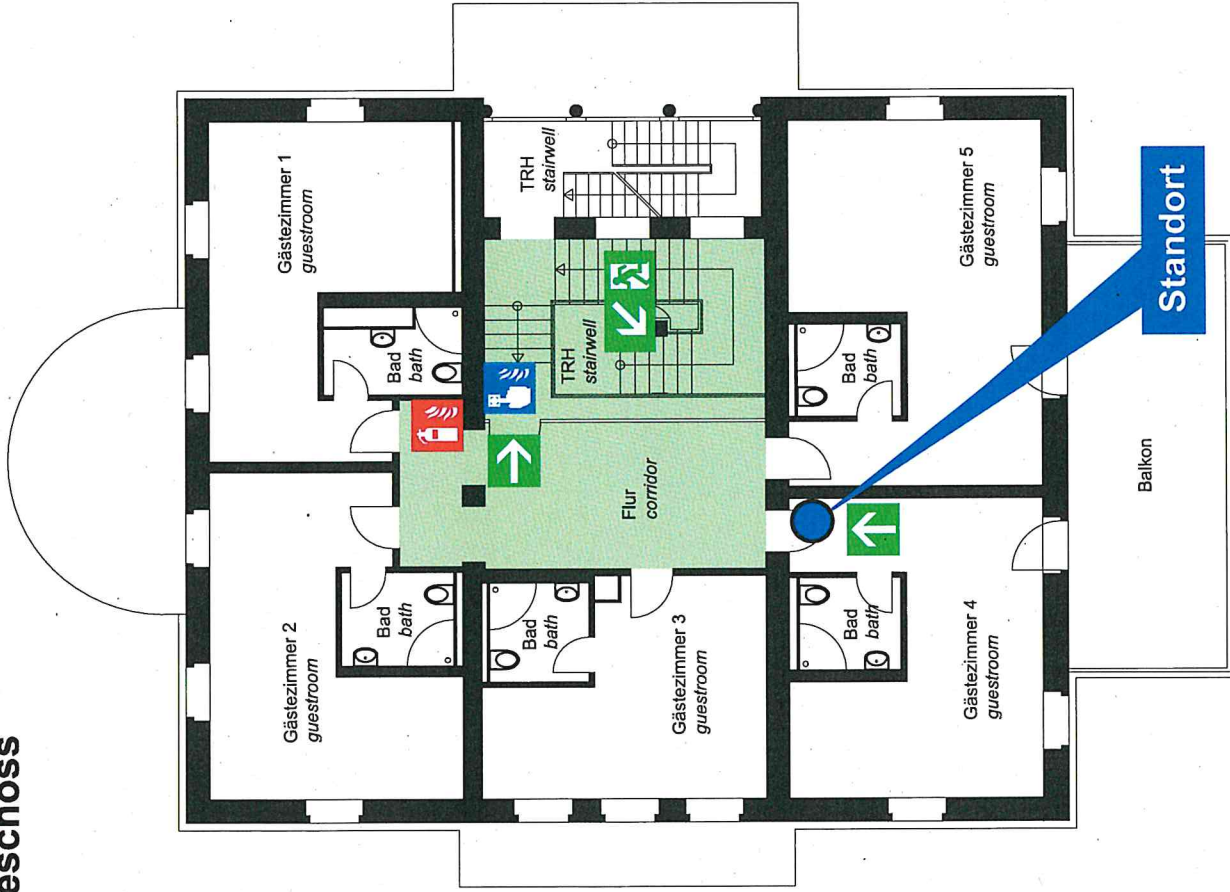 eschoss
Gästezimmer 2
guestroom
Bad
bath
Gästezimmer 1
guestroom
Bad
bath
Gästezimmer 3
guestroom
Bad
bath
Flur
corridor
TRH
stairwell
TRH
stairwell
Gästezimmer 4
guestroom
Bad
bath
Gästezimmer 5
guestroom
Bad
bath
Balkon
Standort